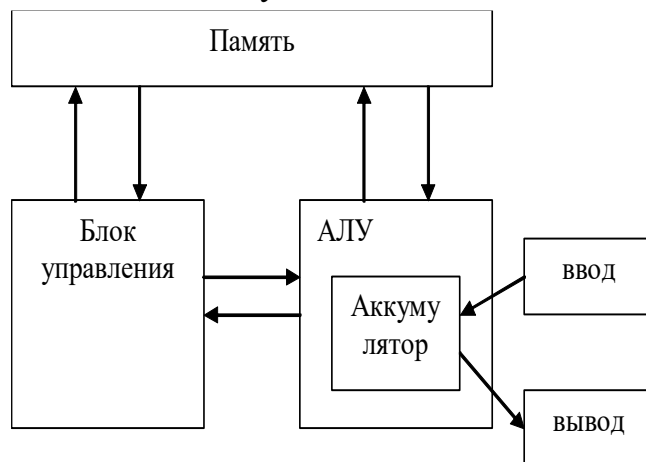 Память
Блок
управления
АЛУ
Аккуму
лятор
ввод
вывод